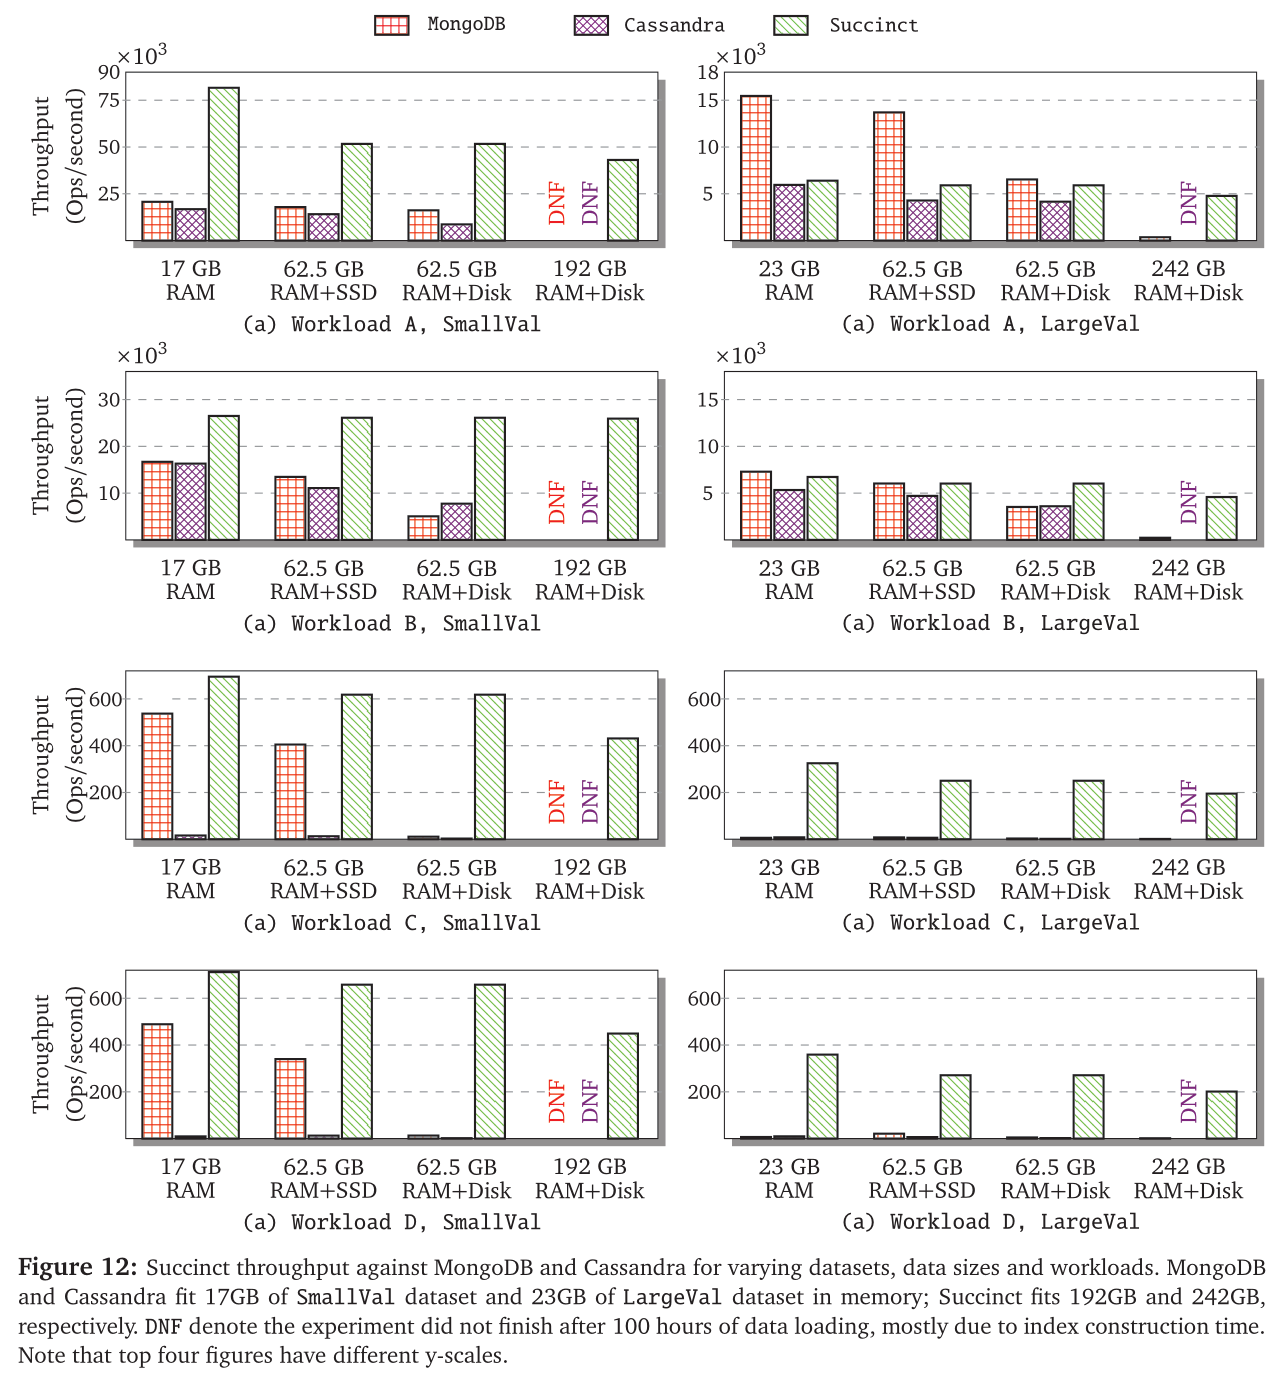 MongoDB Cassandra Succinct
×10³
90
75
50
25
Throughput
(Ops/second)
DNF DNF
17 GB 62.5 GB 62.5 GB 192 GB
RAM RAM+SSD RAM+Disk RAM+Disk
(a) Workload A, SmallVal
×10³
18
15
10
5
DNF
23 GB 62.5 GB 62.5 GB 242 GB
RAM RAM+SSD RAM+Disk RAM+Disk
(a) Workload A, LargeVal
×10³
30
20
10
Throughput
(Ops/second)
DNF DNF
17 GB 62.5 GB 62.5 GB 192 GB
RAM RAM+SSD RAM+Disk RAM+Disk
(a) Workload B, SmallVal
×10³
15
10
5
DNF
23 GB 62.5 GB 62.5 GB 242 GB
RAM RAM+SSD RAM+Disk RAM+Disk
(a) Workload B, LargeVal
600
400
200
Throughput
(Ops/second)
DNF DNF
17 GB 62.5 GB 62.5 GB 192 GB
RAM RAM+SSD RAM+Disk RAM+Disk
(a) Workload C, SmallVal
600
400
200
DNF
23 GB 62.5 GB 62.5 GB 242 GB
RAM RAM+SSD RAM+Disk RAM+Disk
(a) Workload C, LargeVal
600
400
200
Throughput
(Ops/second)
DNF DNF
17 GB 62.5 GB 62.5 GB 192 GB
RAM RAM+SSD RAM+Disk RAM+Disk
(a) Workload D, SmallVal
600
400
200
DNF
23 GB 62.5 GB 62.5 GB 242 GB
RAM RAM+SSD RAM+Disk RAM+Disk
(a) Workload D, LargeVal
Figure 12: Succinct throughput against MongoDB and Cassandra for varying datasets, data sizes and workloads. MongoDB
and Cassandra fit 17GB of SmallVal dataset and 23GB of LargeVal dataset in memory; Succinct fits 192GB and 242GB,
respectively. DNF denote the experiment did not finish after 100 hours of data loading, mostly due to index construction time.
Note that top four figures have different y-scales.